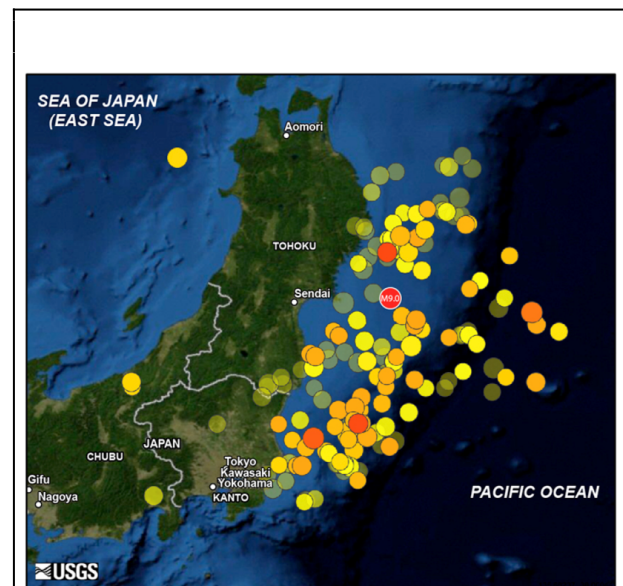 SEA OF JAPAN
(EAST SEA)
Aomori
TOHOKU
M9.0
Sendai
JAPAN
CHUBU
Tokyo
Kawasaki
Yokohama
KANTO
Gifu
Nagoya
PACIFIC OCEAN
USGS